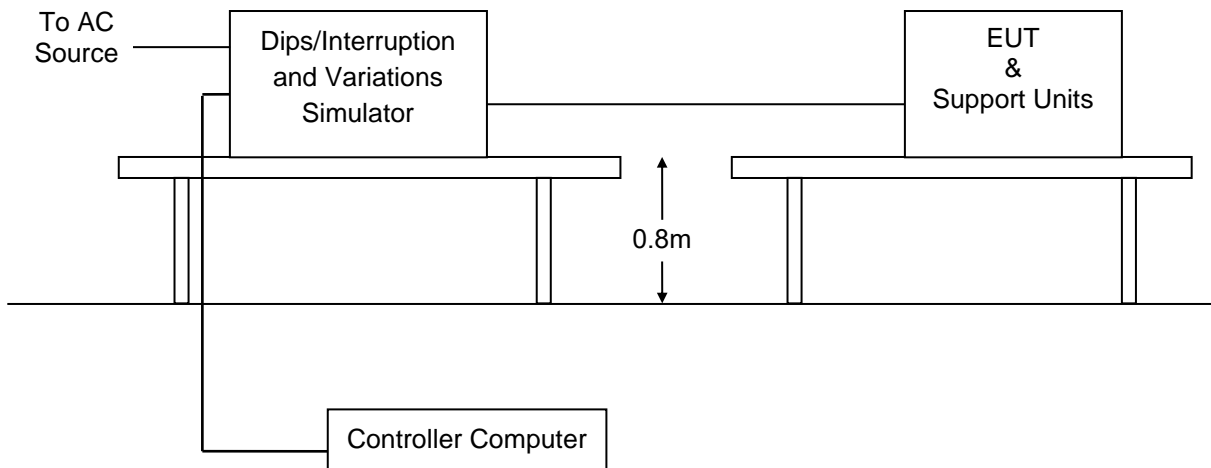 To AC
Source
Dips/Interruption
and Variations
Simulator
EUT
&
Support Units
0.8m
Controller Computer